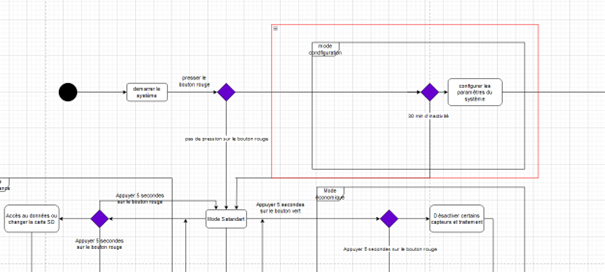 mode
condfiguration
demarrer le
système
presser le
bouton rouge
configurer les
paramètres du
système
30 min d'inactivité
pas de pression sur le bouton rouge
Appuyer 5 secondes
sur le bouton rouge
Appuyer 5 secondes
sur le bouton vert
Mode
économique
Accès au données ou
changer la carte SD
Mode Satandart
Désactiver certains
capteurs et traitement
Appuyer 5 secondes
sur le bouton rouge
Appuyer 5 secondes sur le bouton rouge